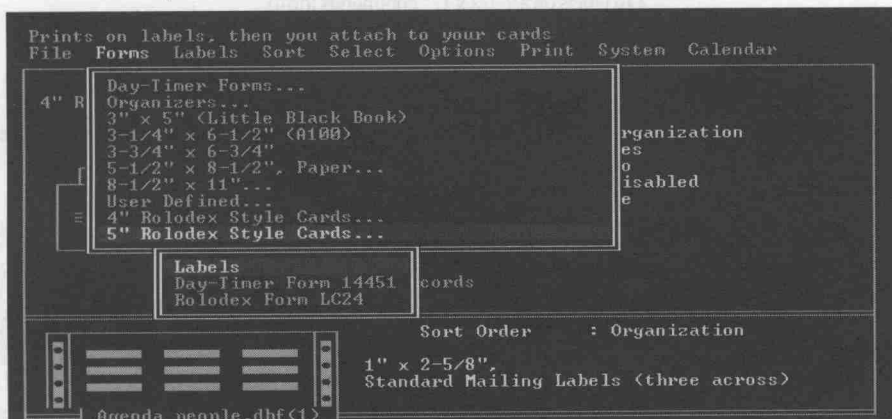 Prints on labels, then you attach to your cards
File Forms Labels Sort Select Options Print System Calendar
Day-Timer Forms...
Organizers...
4" R
3" x 5" (Little Black Book)
3-1/4" x 6-1/2" (A100)
rganization
3-3/4" x 6-3/4"
es
5-1/2" x 8-1/2", Paper...
o
8-1/2" x 11"...
isabled
User Defined...
e
4" Rolodex Style Cards...
5" Rolodex Style Cards...
Labels
Day-Timer Form 14451
cords
Rolodex Form LC24
Sort Order : Organization
1" x 2-5/8",
Standard Mailing Labels (three across)
Agenda people.dbf(1)